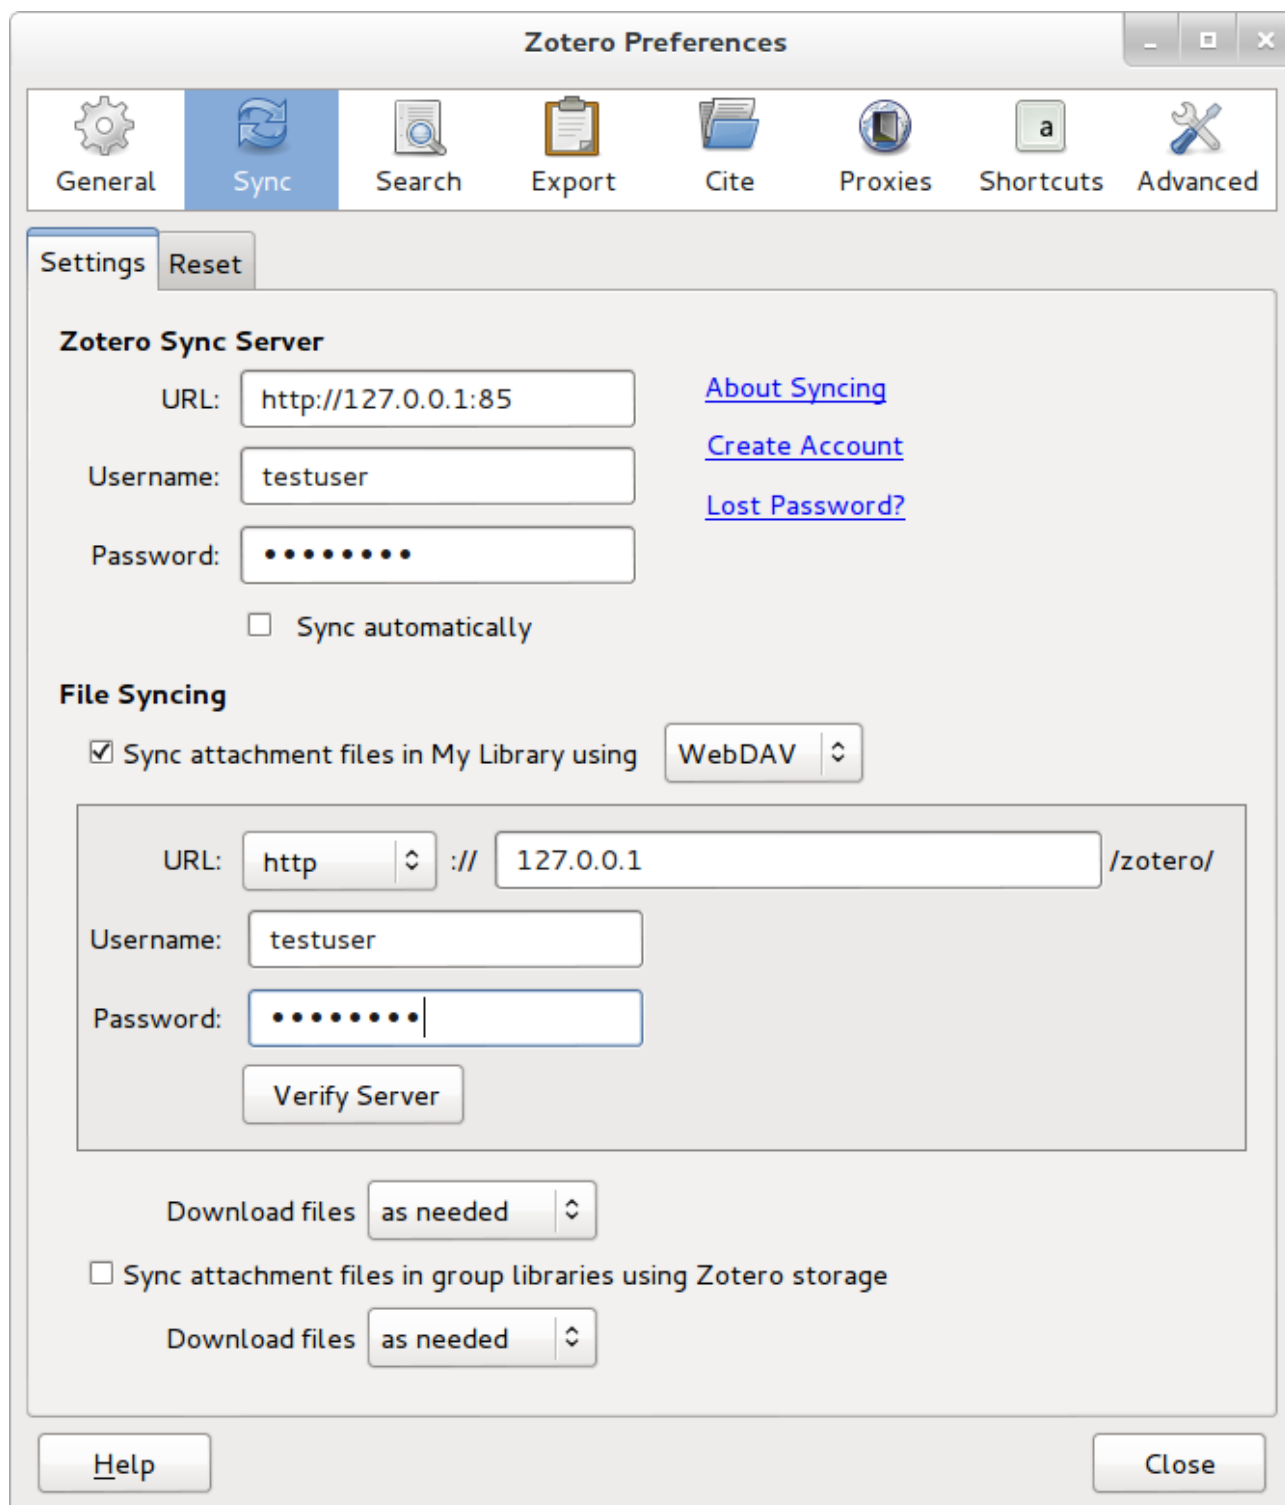 Zotero Preferences
General Sync Search Export Cite Proxies a Shortcuts Advanced
Settings Reset
Zotero Sync Server
URL: http://127.0.0.1:85 About Syncing
Create Account
Username: testuser
Lost Password?
Password: ••••••••
Sync automatically
File Syncing
Sync attachment files in My Library using WebDAV
URL: http :// 127.0.0.1 /zotero/
Username: testuser
Password: ••••••••
Verify Server
Download files as needed
Sync attachment files in group libraries using Zotero storage
Download files as needed
Help Close